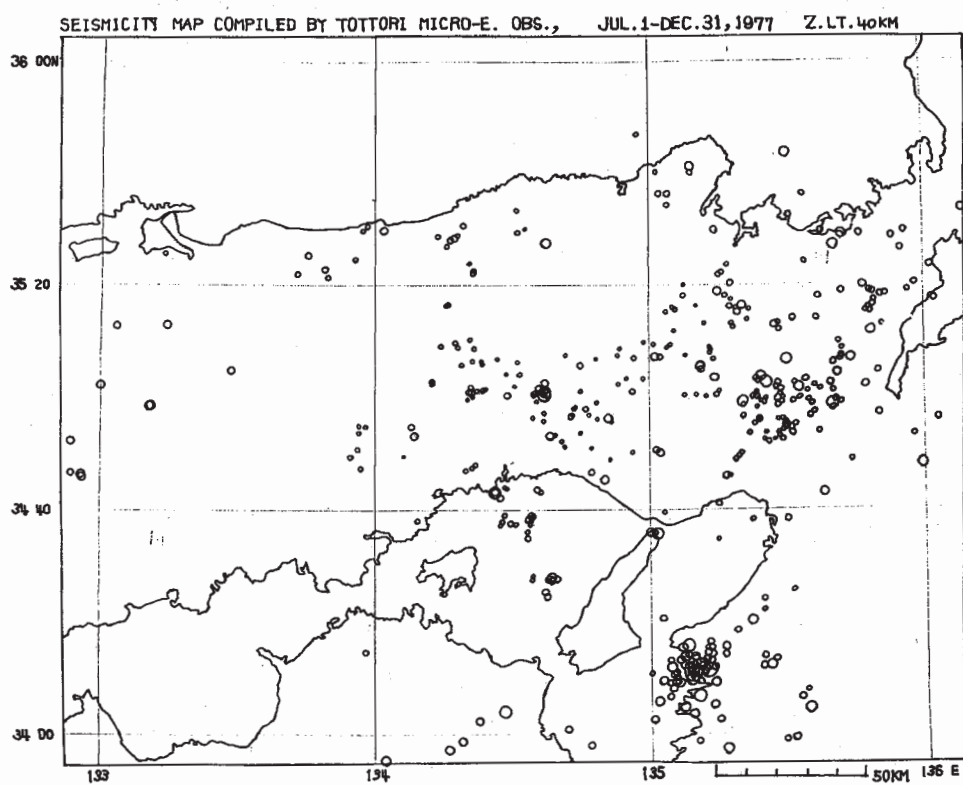 SEISMICITY MAP COMPILED BY TOTTORI MICRO-E. OBS., JUL.1-DEC.31,1977 Z.LT.40KM
36 00N
35 20
34 40
34 00
133 134 135 136 E
50KM